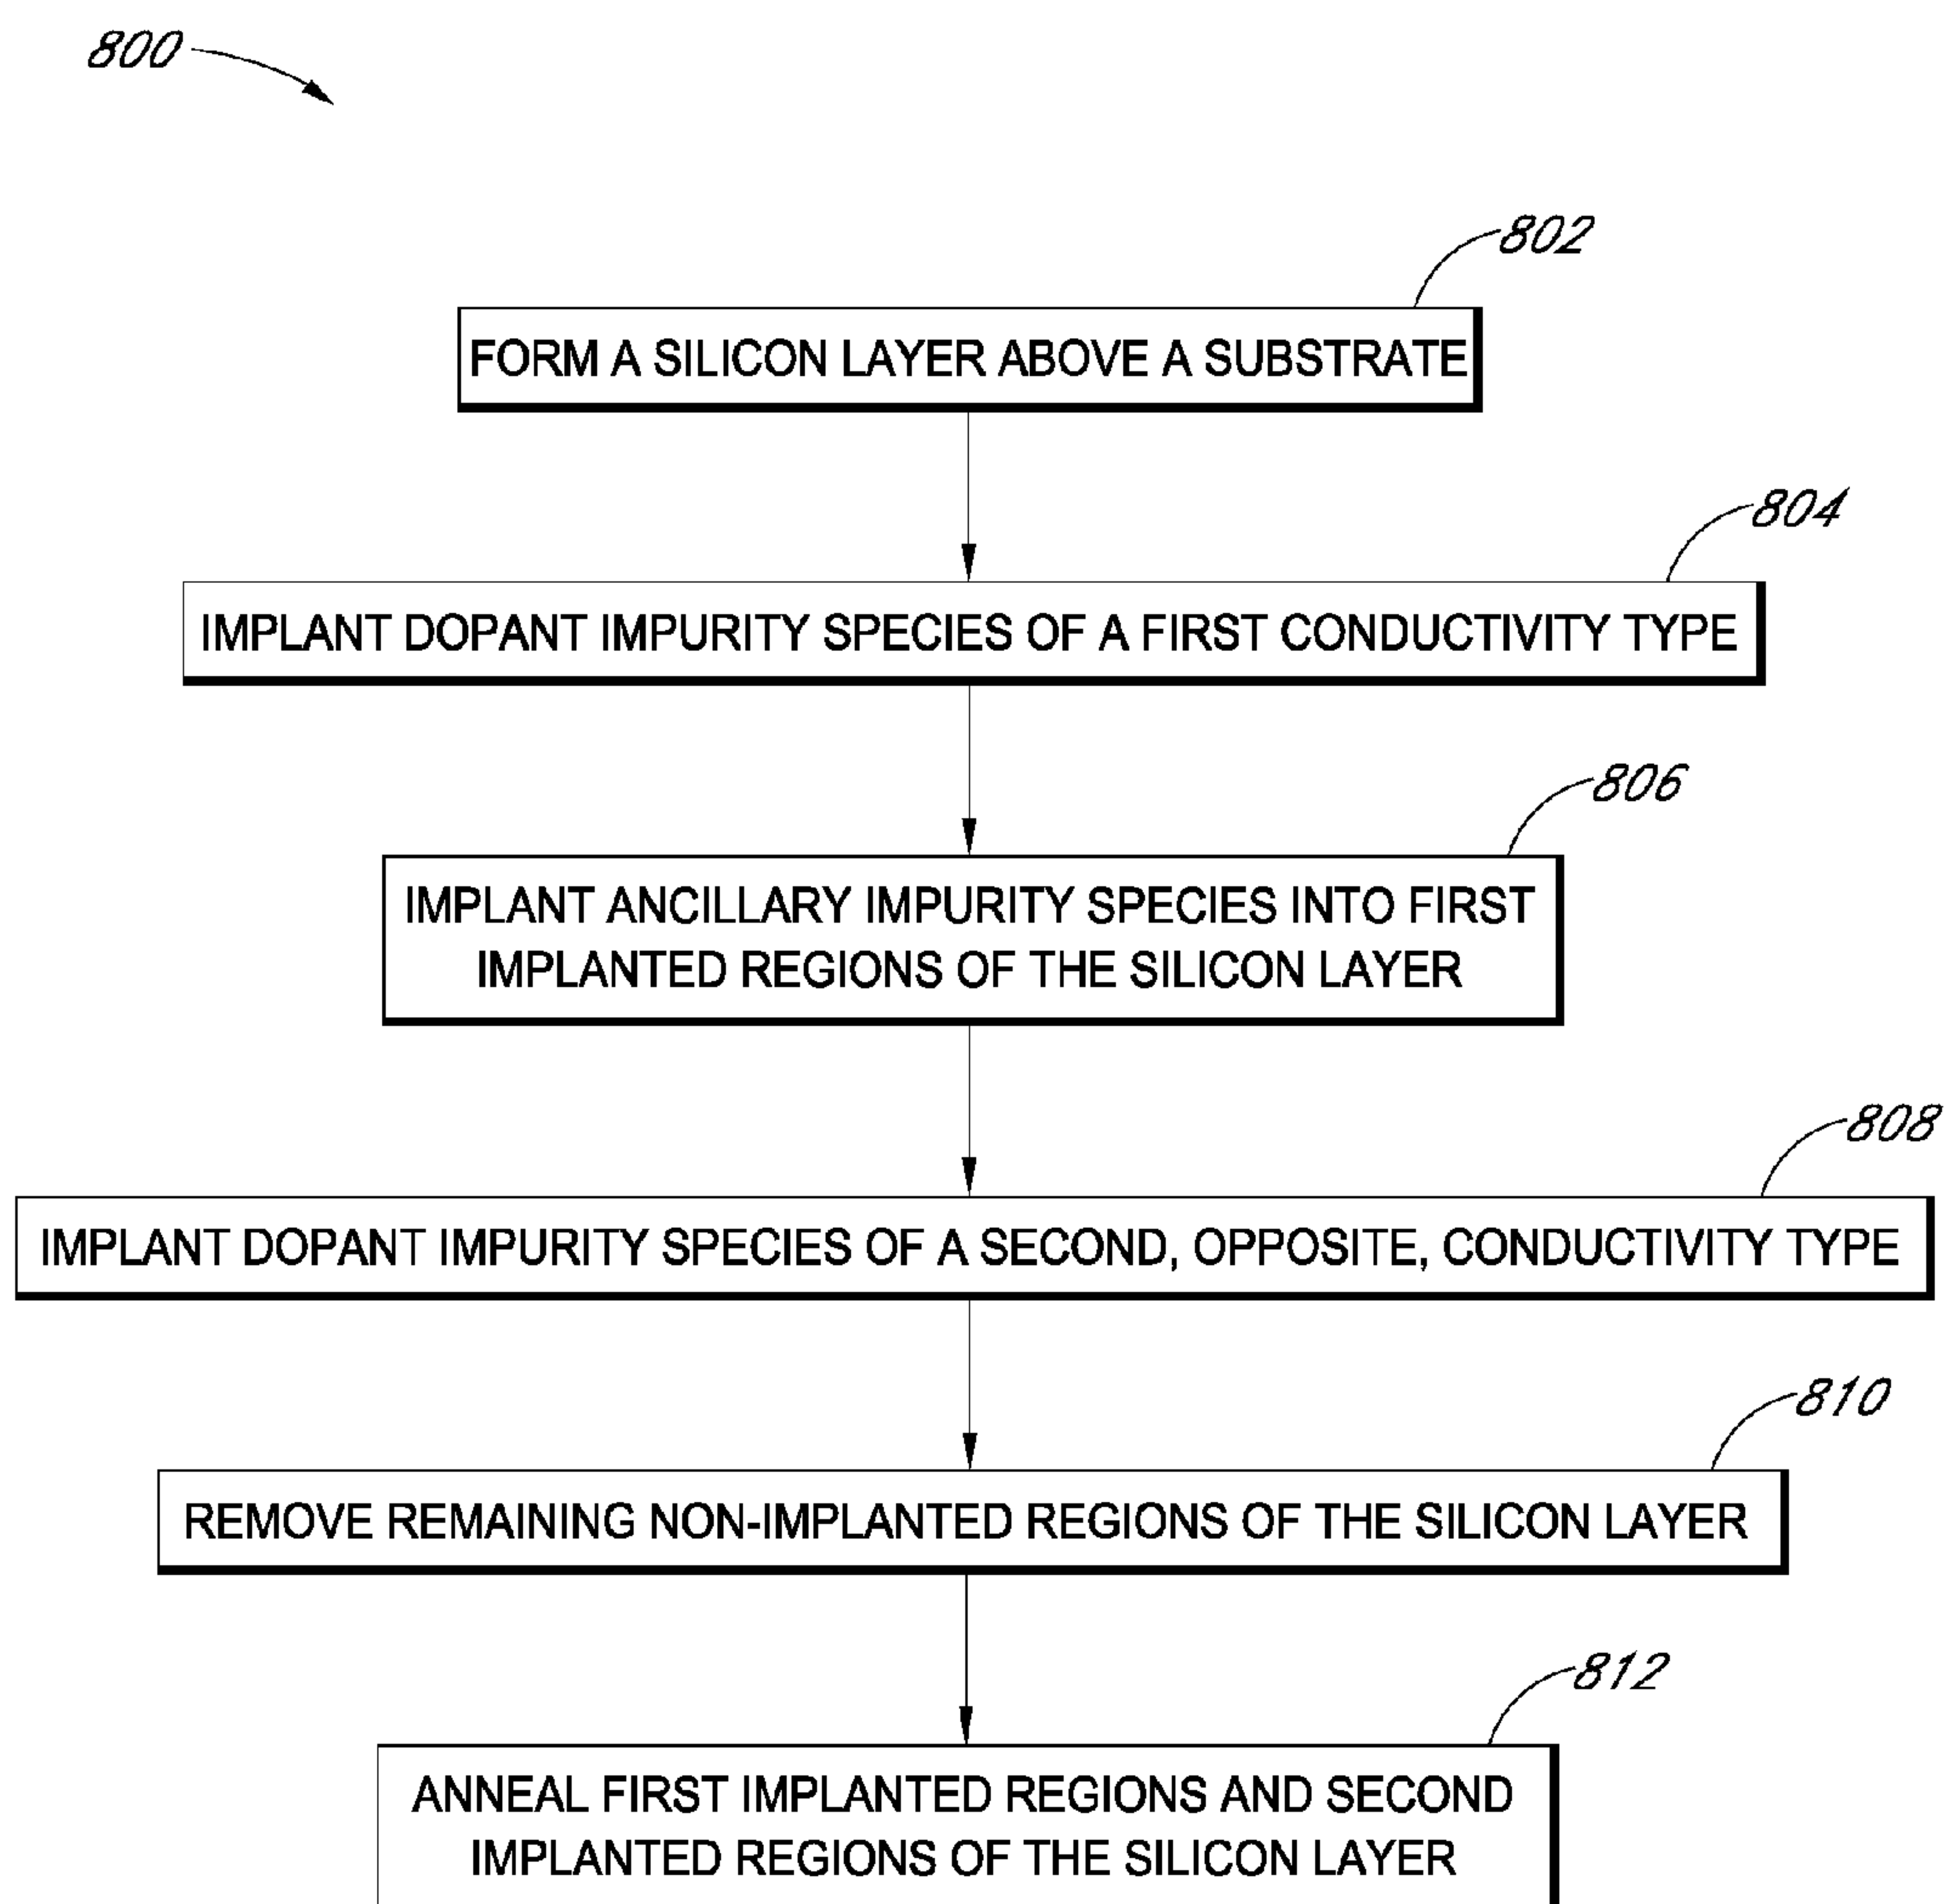 800
802
FORM A SILICON LAYER ABOVE A SUBSTRATE
804
IMPLANT DOPANT IMPURITY SPECIES OF A FIRST CONDUCTIVITY TYPE
806
IMPLANT ANCILLARY IMPURITY SPECIES INTO FIRST
IMPLANTED REGIONS OF THE SILICON LAYER
808
IMPLANT DOPANT IMPURITY SPECIES OF A SECOND, OPPOSITE, CONDUCTIVITY TYPE
810
REMOVE REMAINING NON-IMPLANTED REGIONS OF THE SILICON LAYER
812
ANNEAL FIRST IMPLANTED REGIONS AND SECOND
IMPLANTED REGIONS OF THE SILICON LAYER